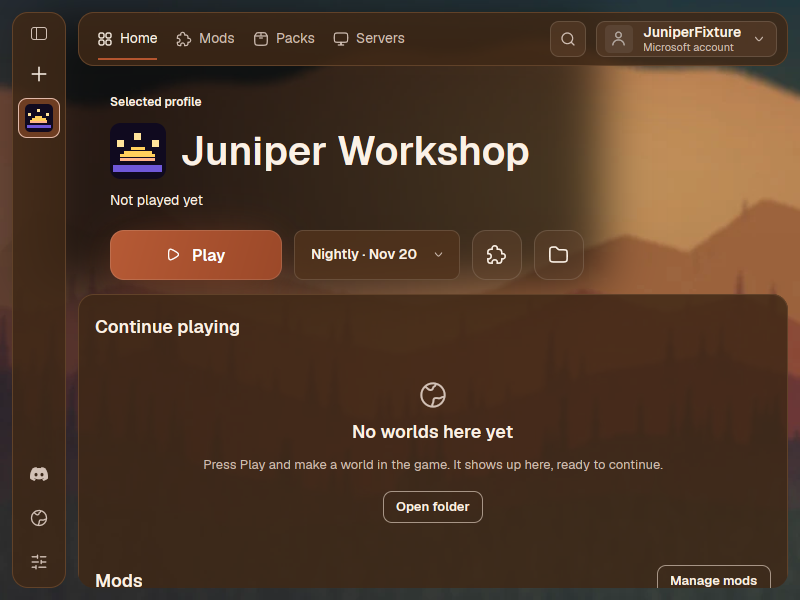 Home
Mods
Packs
Servers
JuniperFixture
Microsoft account
Selected profile
Juniper Workshop
Not played yet
Play
Nightly · Nov 20
Continue playing
No worlds here yet
Press Play and make a world in the game. It shows up here, ready to continue.
Open folder
Mods
Manage mods